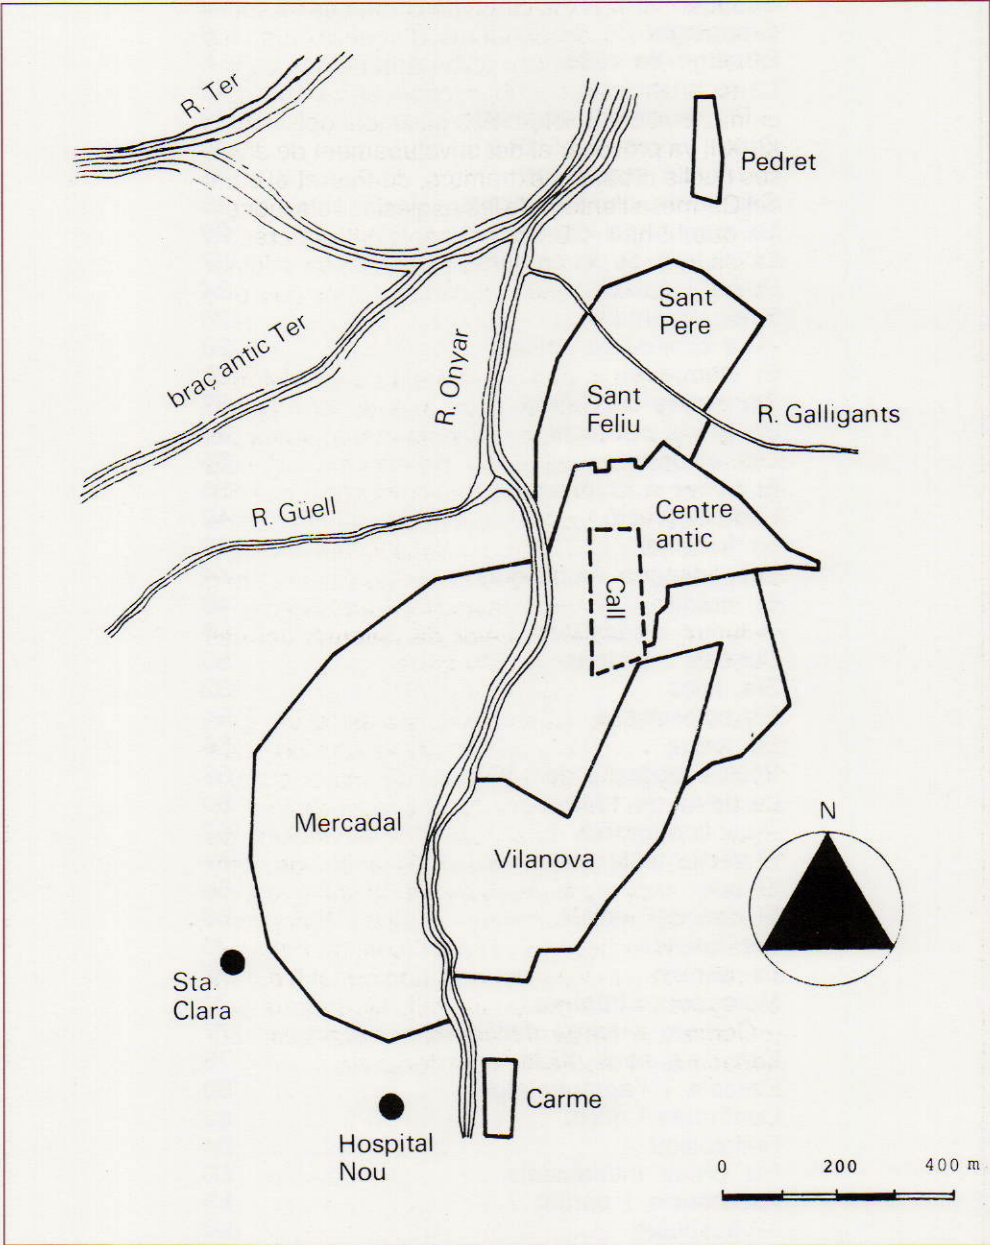 R. Ter
Pedret
Sant
Pere
braç antic Ter
R. Onyar
Sant
Feliu
R. Galligants
R. Güell
Centre
antic
Call
Mercadal
Vilanova
N
Sta.
Clara
Carme
Hospital
Nou
0 200 400 m